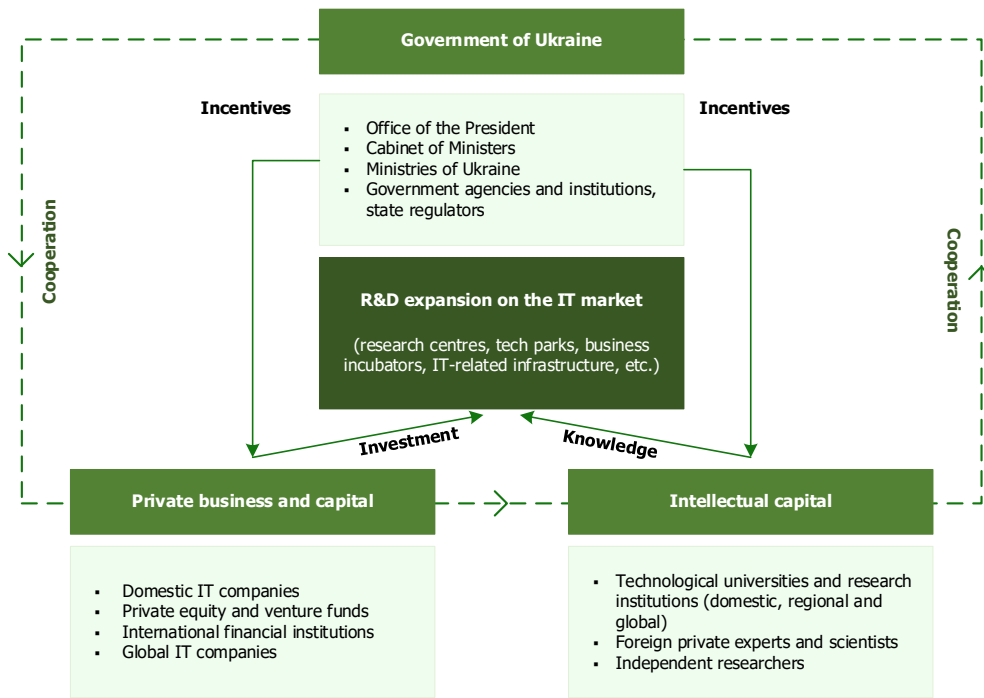 Government of Ukraine
Incentives
Incentives
▪ Office of the President
▪ Cabinet of Ministers
▪ Ministries of Ukraine
▪ Government agencies and institutions,
state regulators
Cooperation
Cooperation
R&D expansion on the IT market
(research centres, tech parks, business
incubators, IT-related infrastructure, etc.)
Investment
Knowledge
Private business and capital
Intellectual capital
▪ Domestic IT companies
▪ Private equity and venture funds
▪ International financial institutions
▪ Global IT companies
▪ Technological universities and research
institutions (domestic, regional and
global)
▪ Foreign private experts and scientists
▪ Independent researchers